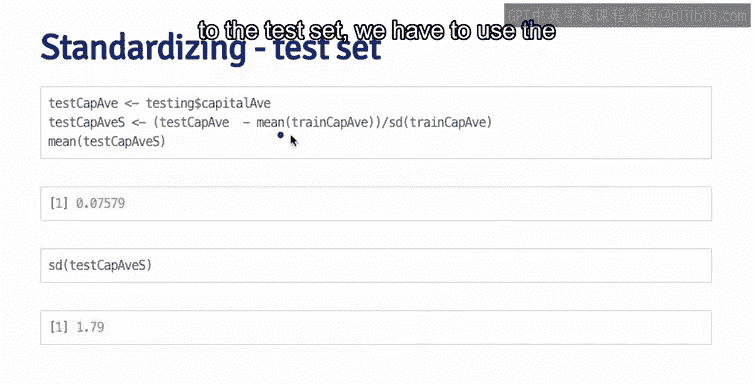 to the test set, we have to use the
Standardizing - test set
testCapAve <- testing$capitalAve
testCapAveS <- (testCapAve - mean(trainCapAve))/sd(trainCapAve)
mean(testCapAveS)
[1] 0.07579
sd(testCapAveS)
[1] 1.79